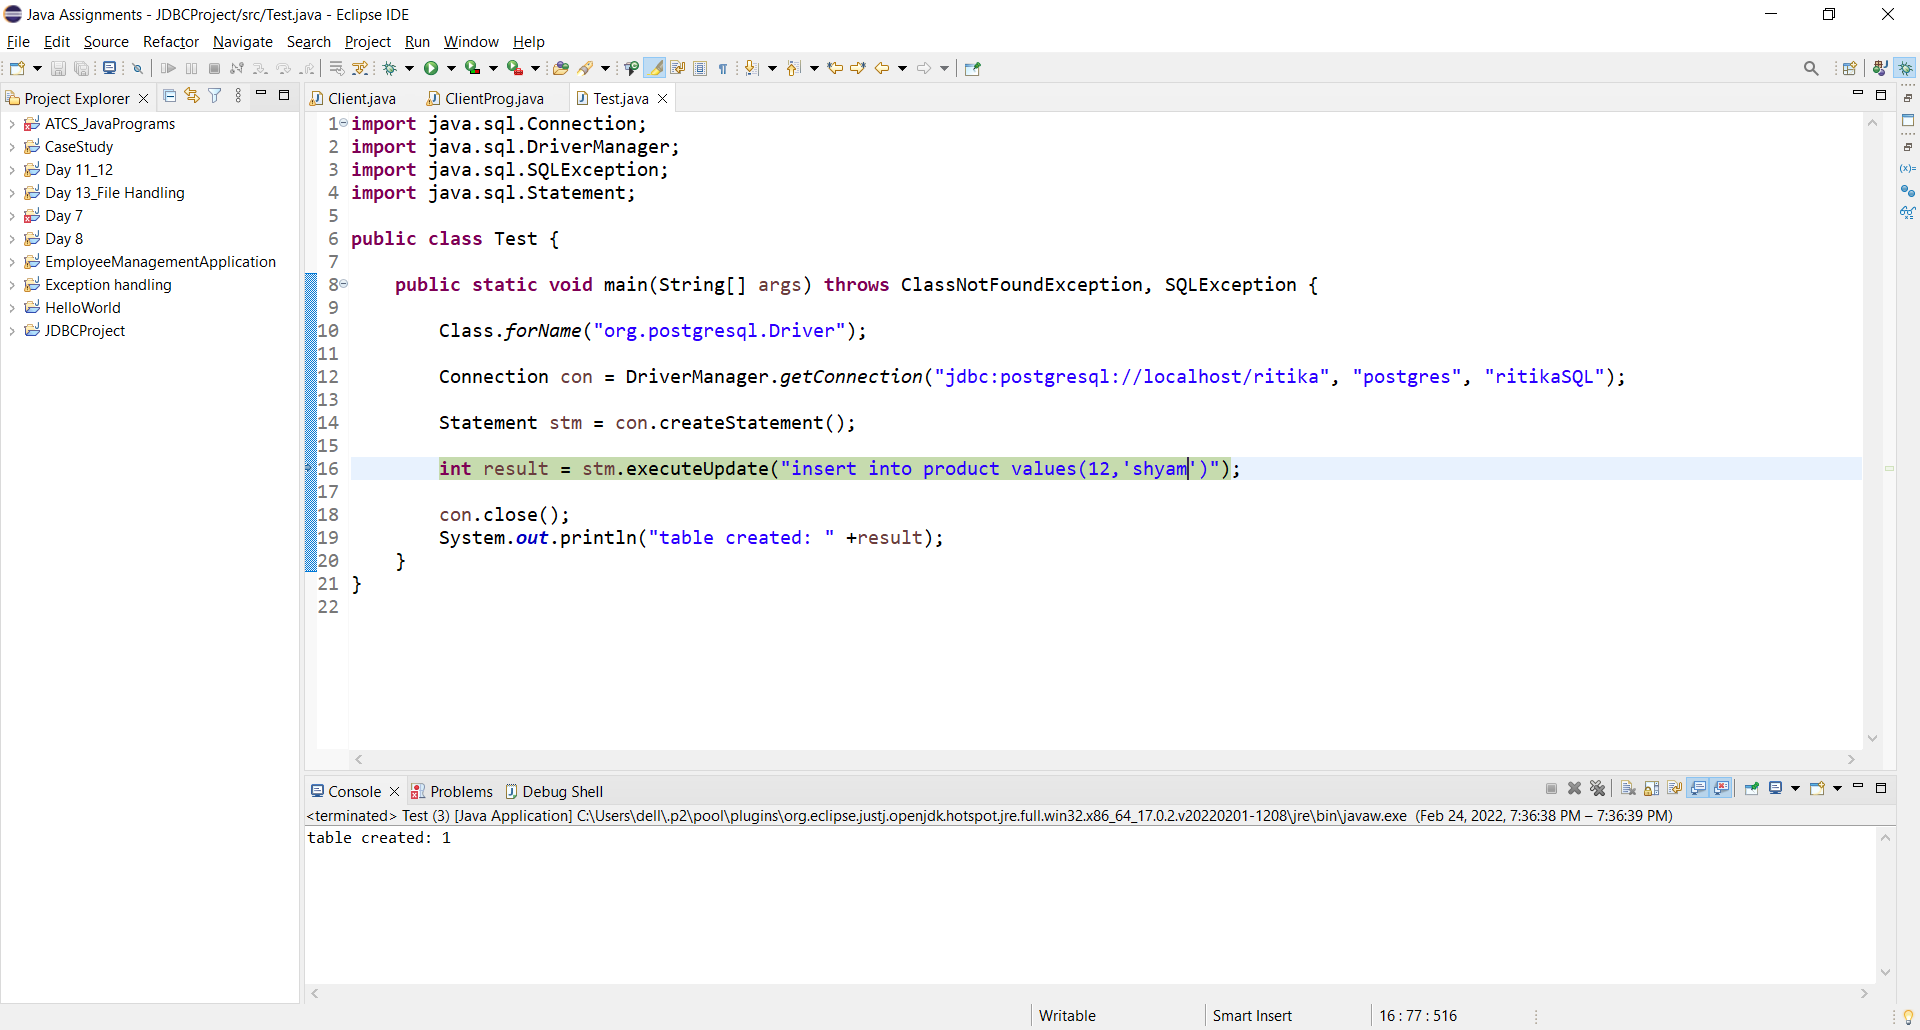 Java Assignments - JDBCProject/src/Test.java - Eclipse IDE
File Edit Source Refactor Navigate Search Project Run Window Help
Project Explorer
Client.java ClientProg.java Test.java
ATCS_JavaPrograms
CaseStudy
Day 11_12
Day 13_File Handling
Day 7
Day 8
EmployeeManagementApplication
Exception handling
HelloWorld
JDBCProject
1 import java.sql.Connection;
2 import java.sql.DriverManager;
3 import java.sql.SQLException;
4 import java.sql.Statement;
5
6 public class Test {
7
8 public static void main(String[] args) throws ClassNotFoundException, SQLException {
9
10 Class.forName("org.postgresql.Driver");
11
12 Connection con = DriverManager.getConnection("jdbc:postgresql://localhost/ritika", "postgres", "ritikaSQL");
13
14 Statement stm = con.createStatement();
15
16 int result = stm.executeUpdate("insert into product values(12,'shyam')");
17
18 con.close();
19 System.out.println("table created: " +result);
20 }
21 }
22
(x)=
Console Problems Debug Shell
<terminated> Test (3) [Java Application] C:\Users\dell\.p2\pool\plugins\org.eclipse.justj.openjdk.hotspot.jre.full.win32.x86_64_17.0.2.v20220201-1208\jre\bin\javaw.exe (Feb 24, 2022, 7:36:38 PM – 7:36:39 PM)
table created: 1
Writable Smart Insert 16 : 77 : 516